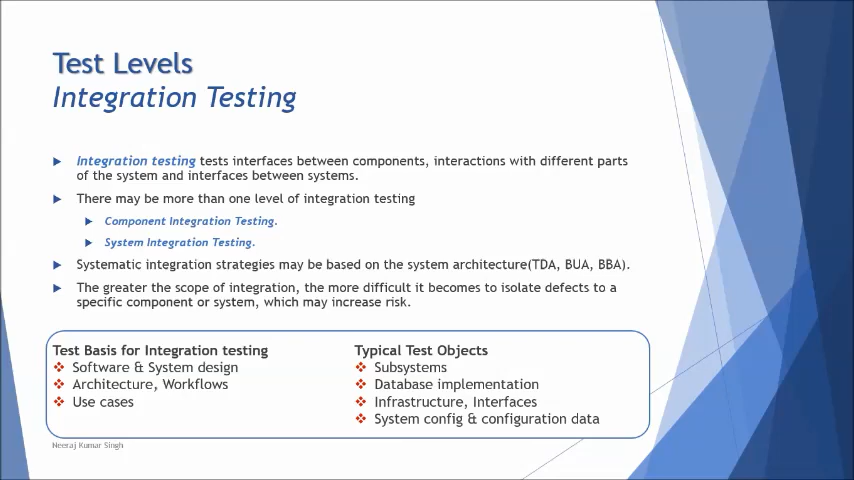 Test Levels
Integration Testing
Integration testing tests interfaces between components, interactions with different parts
of the system and interfaces between systems.
There may be more than one level of integration testing
Component Integration Testing.
System Integration Testing.
Systematic integration strategies may be based on the system architecture(TDA, BUA, BBA).
The greater the scope of integration, the more difficult it becomes to isolate defects to a
specific component or system, which may increase risk.
Test Basis for Integration testing
Software & System design
Architecture, Workflows
Use cases
Typical Test Objects
Subsystems
Database implementation
Infrastructure, Interfaces
System config & configuration data
Neeraj Kumar Singh